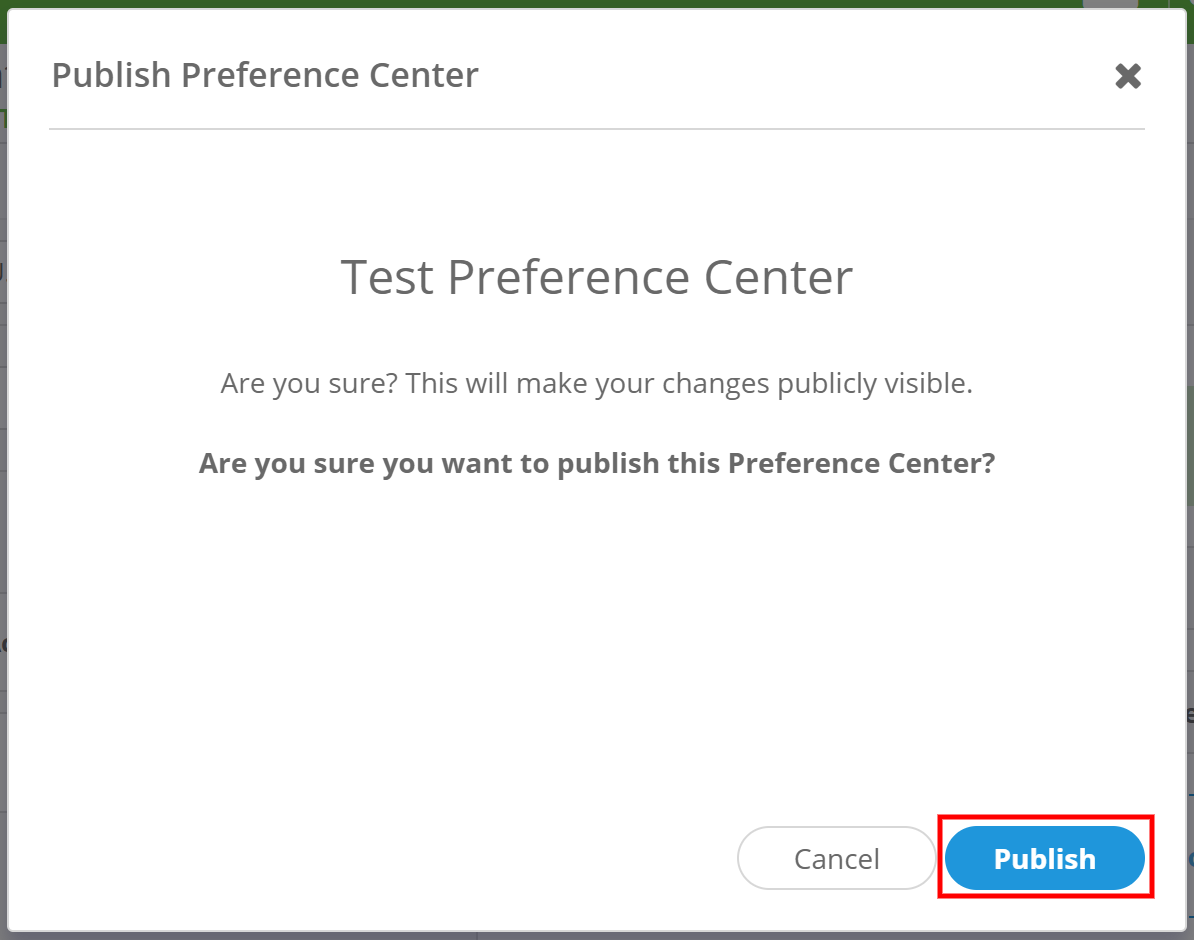 Publish Preference Center
Test Preference Center
Are you sure? This will make your changes publicly visible.
Are you sure you want to publish this Preference Center?
Cancel
Publish